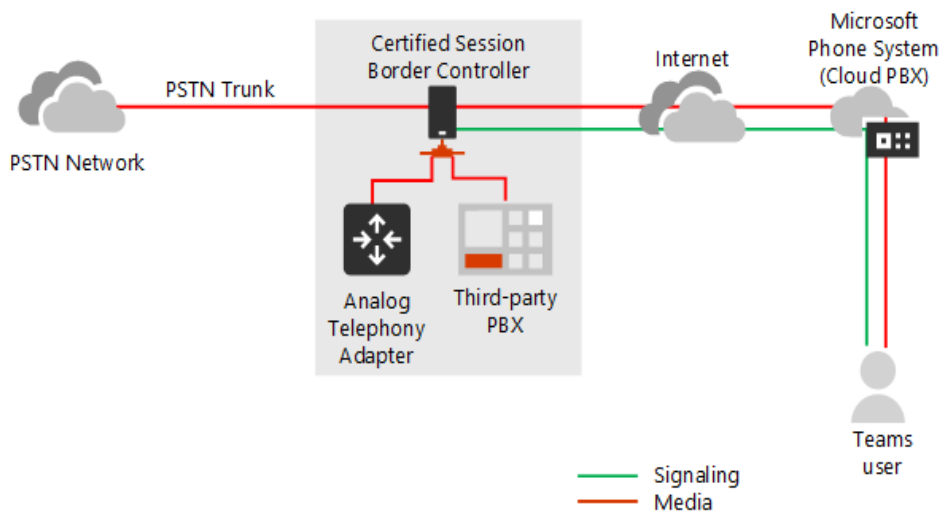 Certified Session
Border Controller
Microsoft
Phone System
(Cloud PBX)
Internet
PSTN Trunk
PSTN Network
Analog
Telephony
Adapter
Third-party
PBX
Teams
user
Signaling
Media